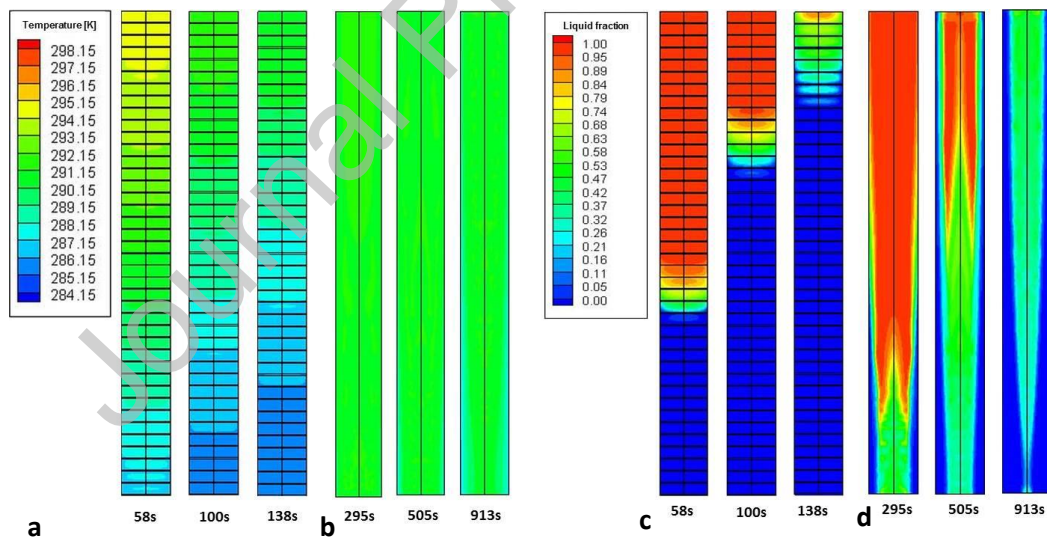 Temperature [K]
298.15
297.15
296.15
295.15
294.15
293.15
292.15
291.15
290.15
289.15
288.15
287.15
286.15
285.15
284.15
Liquid fraction
1.00
0.95
0.89
0.84
0.79
0.74
0.68
0.63
0.58
0.53
0.47
0.42
0.37
0.32
0.26
0.21
0.16
0.11
0.05
0.00
Journal Pr
a
58s
100s
138s
b
295s
505s
913s
c
58s
100s
138s
d
295s
505s
913s